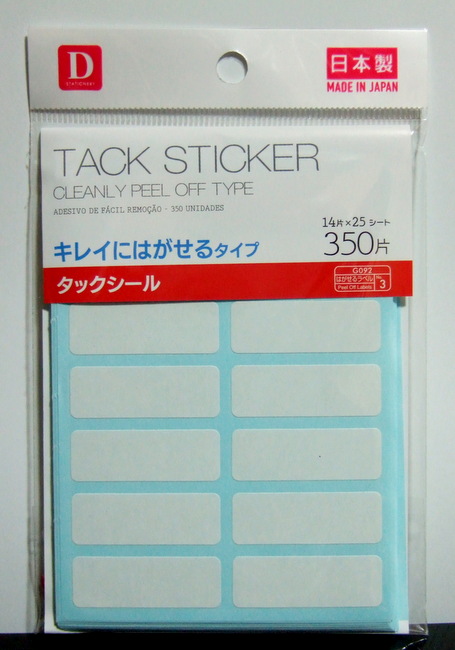 D
STATIONERY
日本製
MADE IN JAPAN
TACK STICKER
CLEANLY PEEL OFF TYPE
ADESIVO DE FÁCIL REMOÇÃO - 350 UNIDADES
14片×25シート
350片
キレイにはがせるタイプ
タックシール
G092
はがせるラベル
Peel Off Labels
No.
3